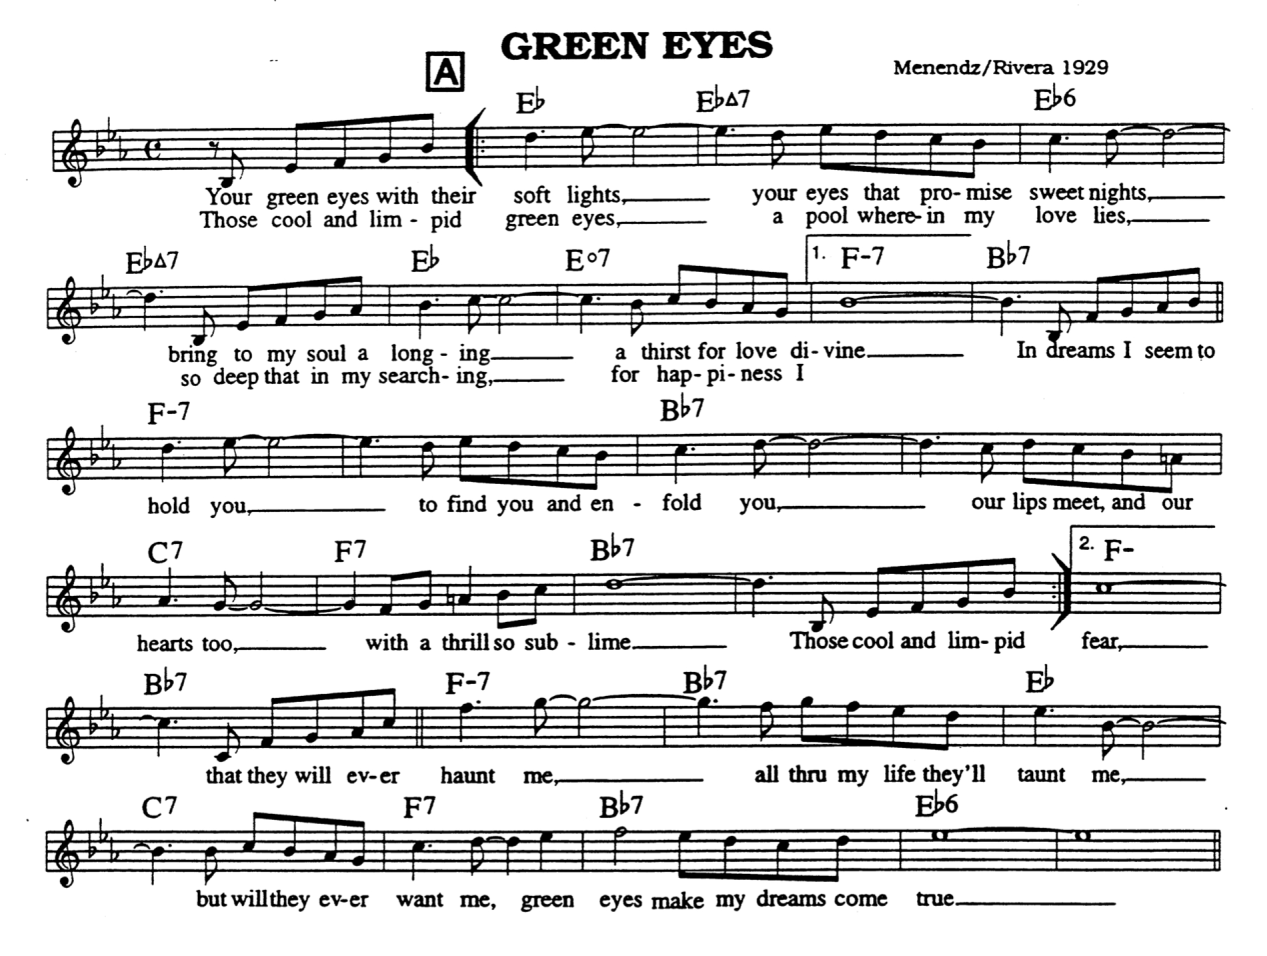 GREEN EYES
A
Menendz/Rivera 1929
E♭ E♭△7 E♭6
Your green eyes with their soft lights, your eyes that pro-mise sweet nights,
Those cool and lim-pid green eyes, a pool where-in my love lies,
E♭△7 E♭ E°7 1. F-7 B♭7
bring to my soul a long-ing a thirst for love di-vine In dreams I seem to
so deep that in my search-ing, for hap-pi-ness I
F-7 B♭7
hold you, to find you and en-fold you, our lips meet, and our
C7 F7 B♭7 2. F-
hearts too, with a thrill so sub-lime Those cool and lim-pid fear,
B♭7 F-7 B♭7 E♭
that they will ev-er haunt me, all thru my life they'll taunt me,
C7 F7 B♭7 E♭6
but will they ev-er want me, green eyes make my dreams come true